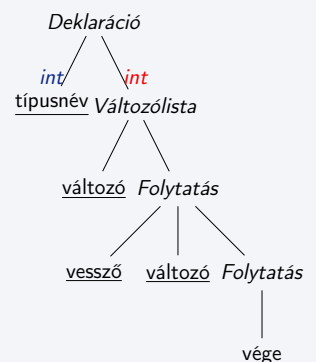 Deklaráció
int int
típusnév Változólista
változó Folytatás
vessző változó Folytatás
vége